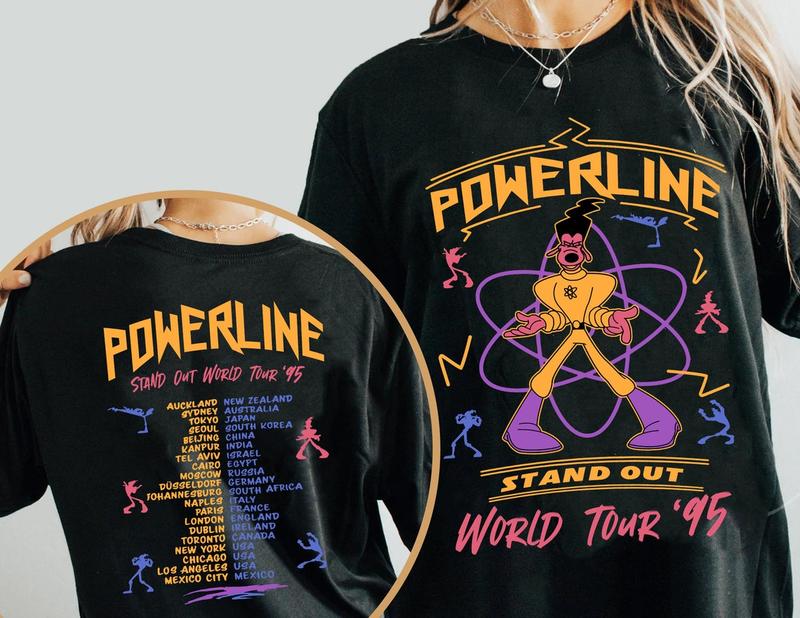 POWERLINE
STAND OUT
WORLD TOUR '95
POWERLINE
STAND OUT WORLD TOUR '95
AUCKLAND NEW ZEALAND
SYDNEY AUSTRALIA
TOKYO JAPAN
SEOUL SOUTH KOREA
BEIJING CHINA
KANPUR INDIA
TEL AVIV ISRAEL
CAIRO EGYPT
MOSCOW RUSSIA
DÜSSELDORF GERMANY
JOHANNESBURG SOUTH AFRICA
NAPLES ITALY
PARIS FRANCE
LONDON ENGLAND
DUBLIN IRELAND
TORONTO CANADA
NEW YORK USA
CHICAGO USA
LOS ANGELES USA
MEXICO CITY MEXICO